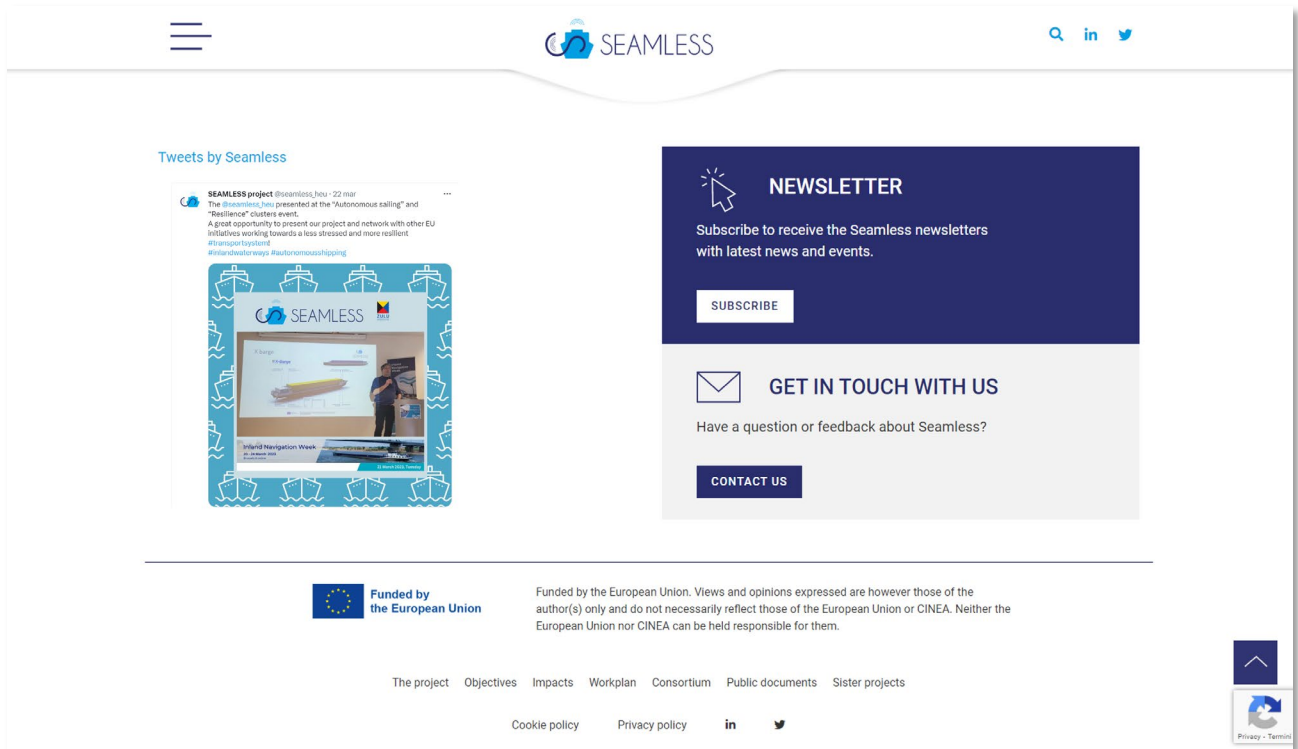 SEAMLESS
in
Tweets by Seamless
SEAMLESS project @seamless_heu · 22 mar
The @seamless_heu presented at the "Autonomous sailing" and
"Resilience" clusters event.
A great opportunity to present our project and network with other EU
initiatives working towards a less stressed and more resilient
#transportsystem!
#inlandwaterways #autonomousshipping
SEAMLESS
ZULU
X-barge
Inland Navigation Week
NEWSLETTER
Subscribe to receive the Seamless newsletters
with latest news and events.
SUBSCRIBE
GET IN TOUCH WITH US
Have a question or feedback about Seamless?
CONTACT US
Funded by
the European Union
Funded by the European Union. Views and opinions expressed are however those of the
author(s) only and do not necessarily reflect those of the European Union or CINEA. Neither the
European Union nor CINEA can be held responsible for them.
The project Objectives Impacts Workplan Consortium Public documents Sister projects
Cookie policy Privacy policy in
Privacy - Termini